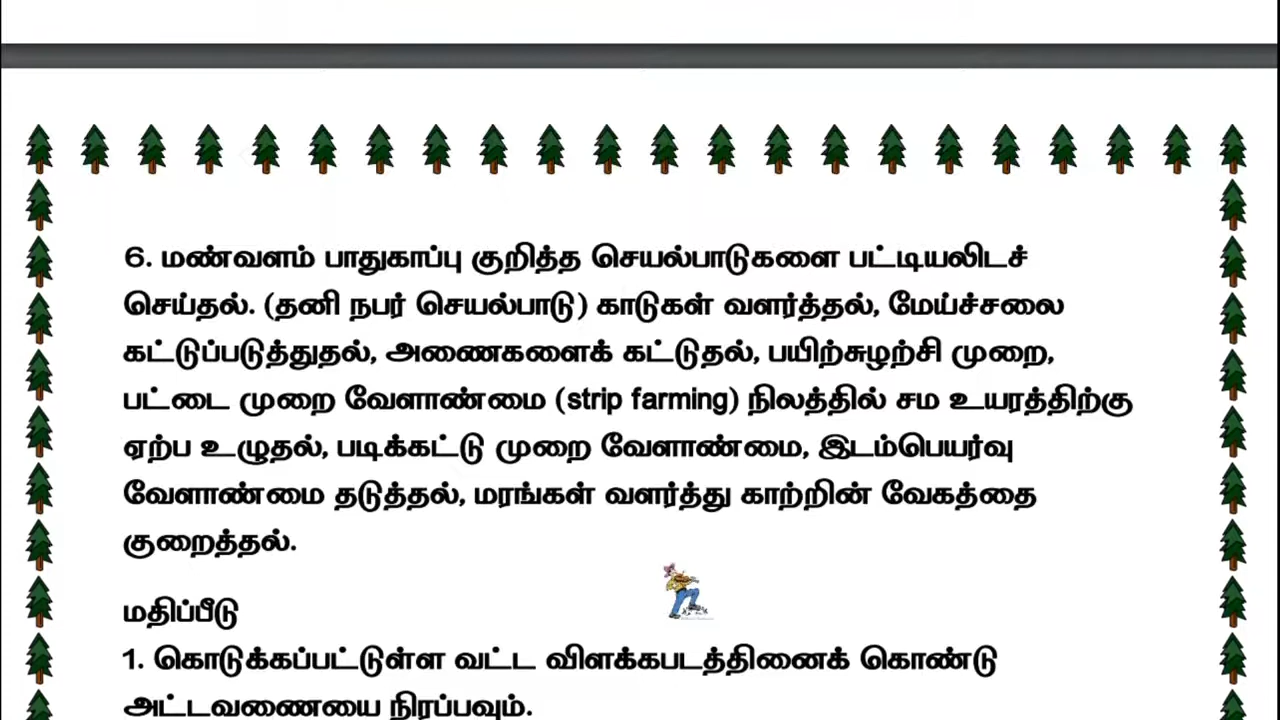 6. மண்வளம் பாதுகாப்பு குறித்த செயல்பாடுகளை பட்டியலிடச்
செய்தல். (தனி நபர் செயல்பாடு) காடுகள் வளர்த்தல், மேய்ச்சலை
கட்டுப்படுத்துதல், அணைகளைக் கட்டுதல், பயிற்சுழற்சி முறை,
பட்டை முறை வேளாண்மை (strip farming) நிலத்தில் சம உயரத்திற்கு
ஏற்ப உழுதல், படிக்கட்டு முறை வேளாண்மை, இடம்பெயர்வு
வேளாண்மை தடுத்தல், மரங்கள் வளர்த்து காற்றின் வேகத்தை
குறைத்தல்.
மதிப்பீடு
1. கொடுக்கப்பட்டுள்ள வட்ட விளக்கபடத்தினைக் கொண்டு
அட்டவணையை நிரப்பவும்.